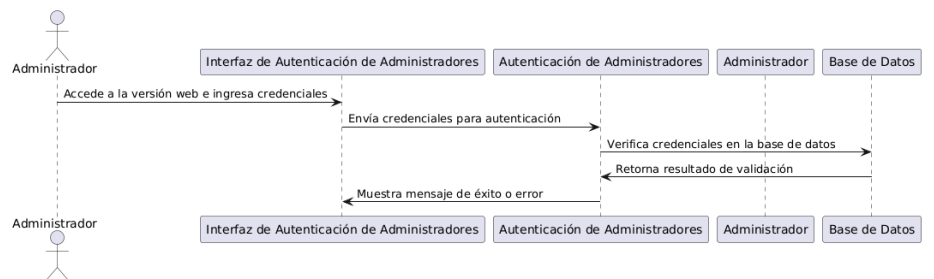 Administrador
Interfaz de Autenticación de Administradores
Autenticación de Administradores
Administrador
Base de Datos
Accede a la versión web e ingresa credenciales
Envía credenciales para autenticación
Verifica credenciales en la base de datos
Retorna resultado de validación
Muestra mensaje de éxito o error
Administrador
Interfaz de Autenticación de Administradores
Autenticación de Administradores
Administrador
Base de Datos